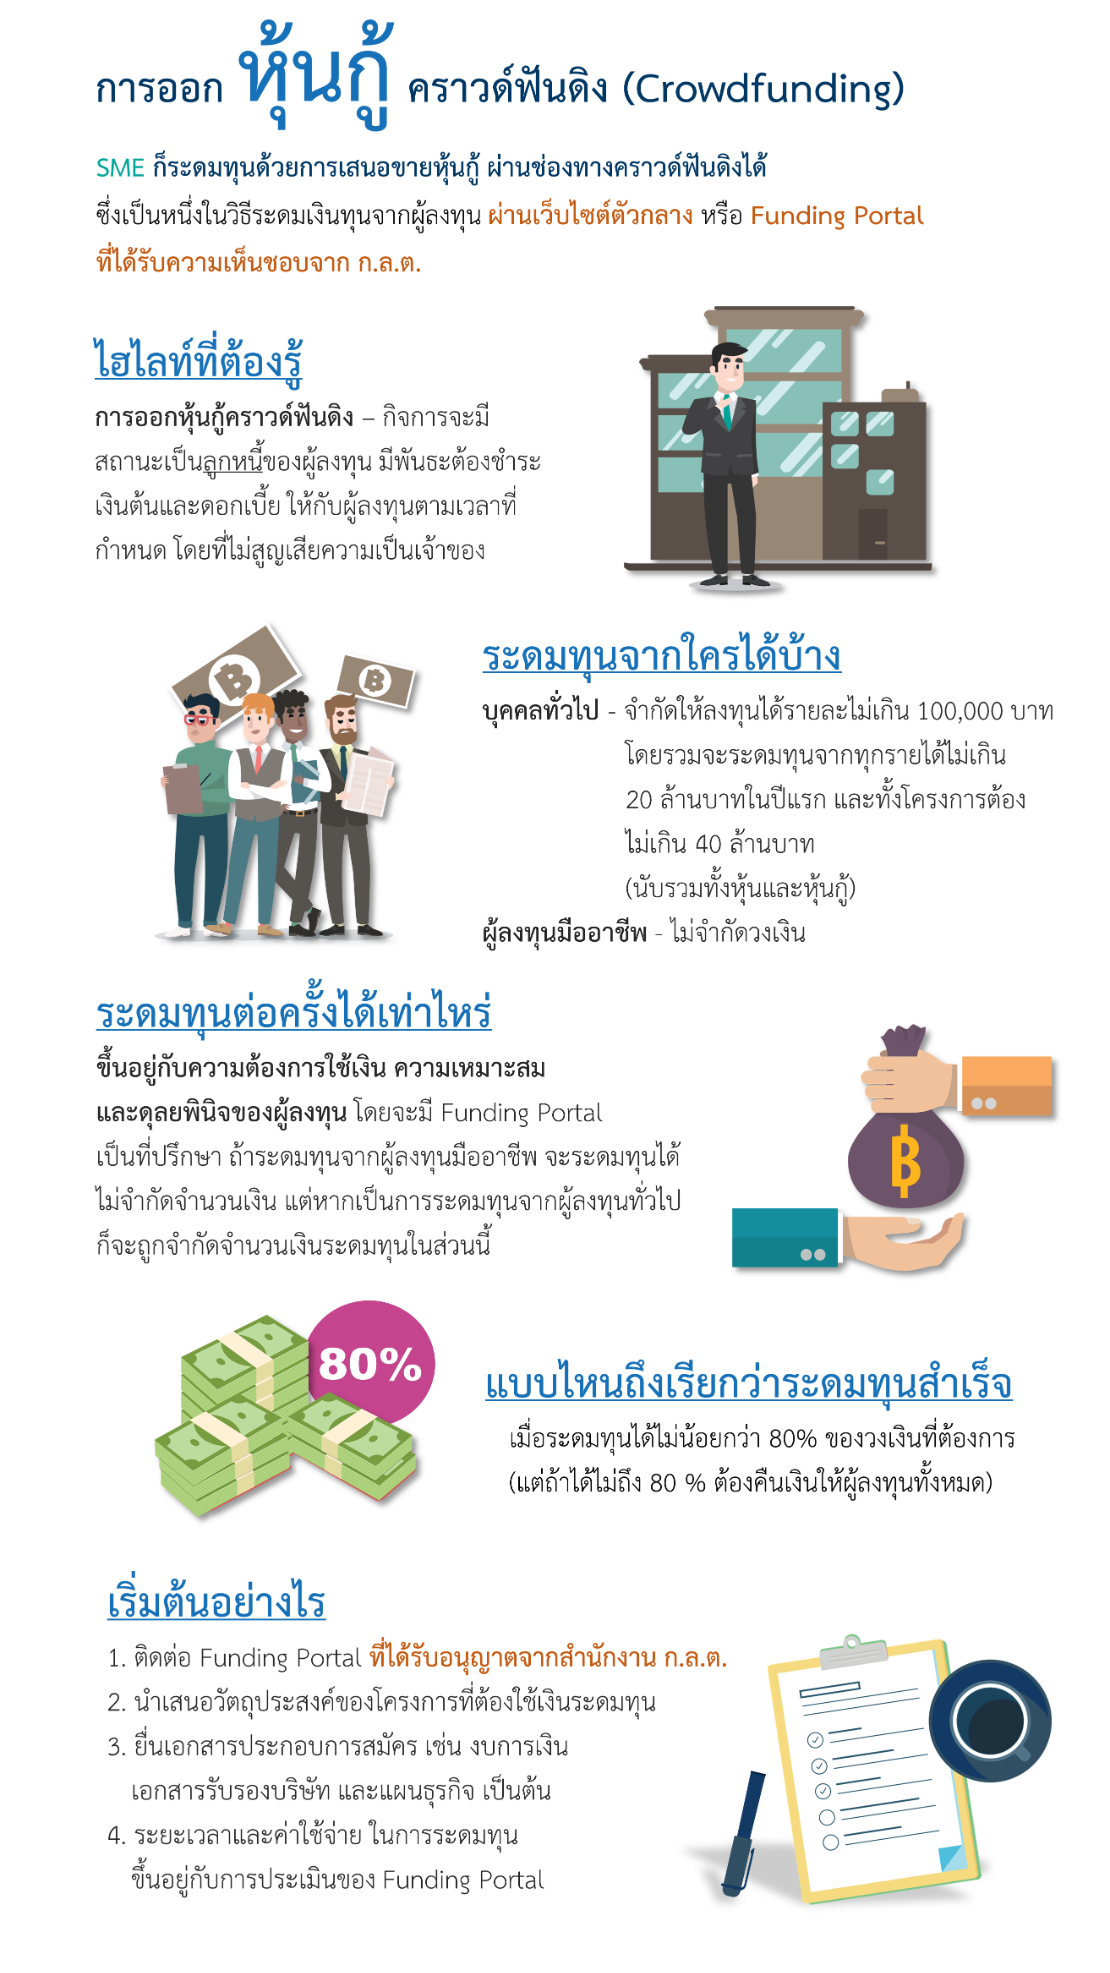 การออก หุ้นกู้ คราวด์ฟันดิง (Crowdfunding)
SME ก็ระดมทุนด้วยการเสนอขายหุ้นกู้ ผ่านช่องทางคราวด์ฟันดิงได้
ซึ่งเป็นหนึ่งในวิธีระดมเงินทุนจากผู้ลงทุน ผ่านเว็บไซต์ตัวกลาง หรือ Funding Portal
ที่ได้รับความเห็นชอบจาก ก.ล.ต.
ไฮไลท์ที่ต้องรู้
การออกหุ้นกู้คราวด์ฟันดิง – กิจการจะมี
สถานะเป็นลูกหนี้ของผู้ลงทุน มีพันธะต้องชำระ
เงินต้นและดอกเบี้ย ให้กับผู้ลงทุนตามเวลาที่
กำหนด โดยที่ไม่สูญเสียความเป็นเจ้าของ
ระดมทุนจากใครได้บ้าง
บุคคลทั่วไป - จำกัดให้ลงทุนได้รายละไม่เกิน 100,000 บาท
โดยรวมจะระดมทุนจากทุกรายได้ไม่เกิน
20 ล้านบาทในปีแรก และทั้งโครงการต้อง
ไม่เกิน 40 ล้านบาท
(นับรวมทั้งหุ้นและหุ้นกู้)
ผู้ลงทุนมืออาชีพ - ไม่จำกัดวงเงิน
ระดมทุนต่อครั้งได้เท่าไหร่
ขึ้นอยู่กับความต้องการใช้เงิน ความเหมาะสม
และดุลยพินิจของผู้ลงทุน โดยจะมี Funding Portal
เป็นที่ปรึกษา ถ้าระดมทุนจากผู้ลงทุนมืออาชีพ จะระดมทุนได้
ไม่จำกัดจำนวนเงิน แต่หากเป็นการระดมทุนจากผู้ลงทุนทั่วไป
ก็จะถูกจำกัดจำนวนเงินระดมทุนในส่วนนี้
80%
แบบไหนถึงเรียกว่าระดมทุนสำเร็จ
เมื่อระดมทุนได้ไม่น้อยกว่า 80% ของวงเงินที่ต้องการ
(แต่ถ้าได้ไม่ถึง 80 % ต้องคืนเงินให้ผู้ลงทุนทั้งหมด)
เริ่มต้นอย่างไร
1. ติดต่อ Funding Portal ที่ได้รับอนุญาตจากสำนักงาน ก.ล.ต.
2. นำเสนอวัตถุประสงค์ของโครงการที่ต้องใช้เงินระดมทุน
3. ยื่นเอกสารประกอบการสมัคร เช่น งบการเงิน
เอกสารรับรองบริษัท และแผนธุรกิจ เป็นต้น
4. ระยะเวลาและค่าใช้จ่าย ในการระดมทุน
ขึ้นอยู่กับการประเมินของ Funding Portal